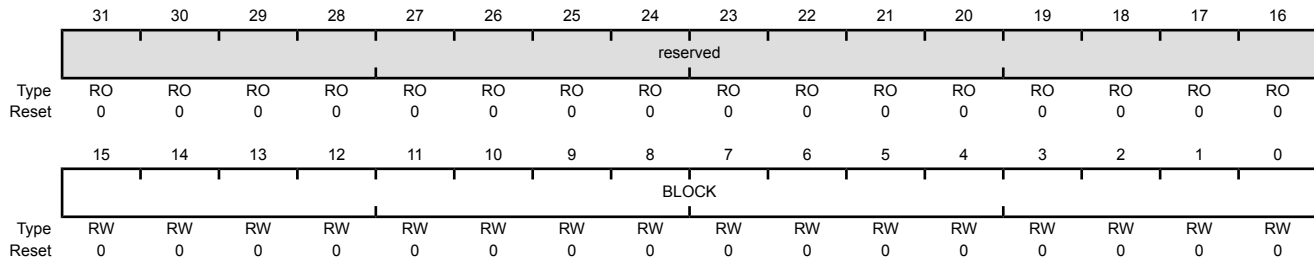 31 30 29 28 27 26 25 24 23 22 21 20 19 18 17 16
reserved
Type RO RO RO RO RO RO RO RO RO RO RO RO RO RO RO RO
Reset 0 0 0 0 0 0 0 0 0 0 0 0 0 0 0 0
15 14 13 12 11 10 9 8 7 6 5 4 3 2 1 0
BLOCK
Type RW RW RW RW RW RW RW RW RW RW RW RW RW RW RW RW
Reset 0 0 0 0 0 0 0 0 0 0 0 0 0 0 0 0